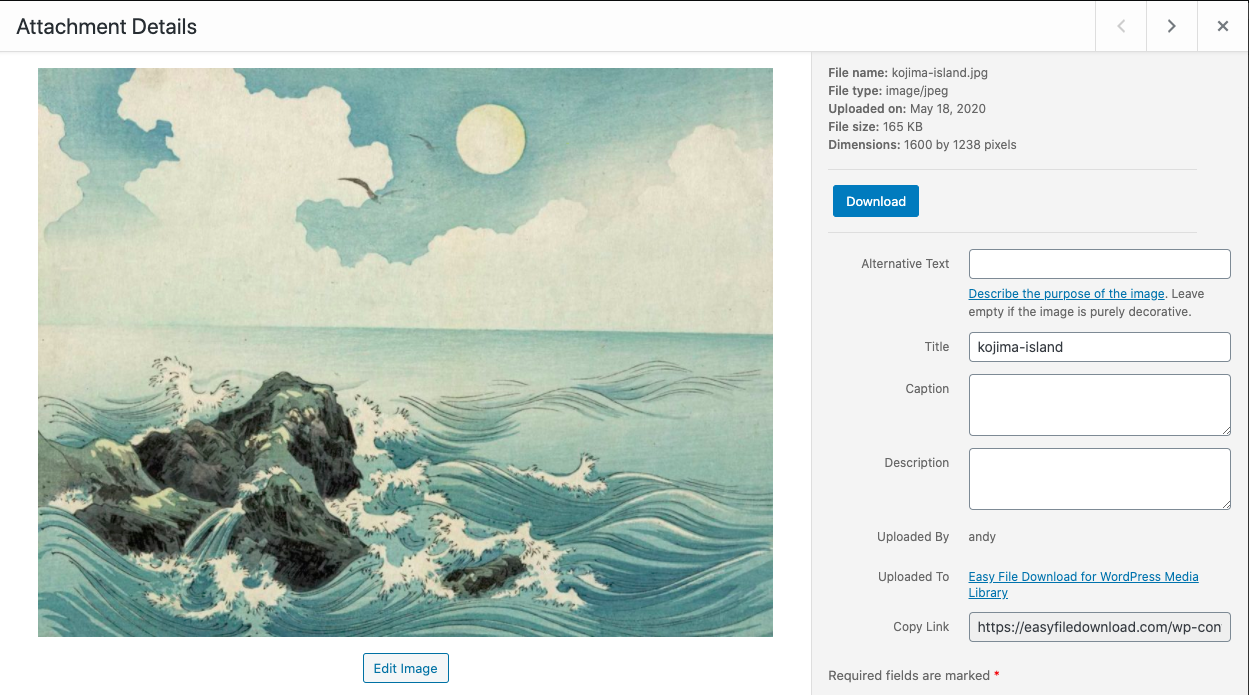 Attachment Details
File name: kojima-island.jpg
File type: image/jpeg
Uploaded on: May 18, 2020
File size: 165 KB
Dimensions: 1600 by 1238 pixels
Download
Alternative Text
Describe the purpose of the image. Leave
empty if the image is purely decorative.
Title kojima-island
Caption
Description
Uploaded By andy
Uploaded To Easy File Download for WordPress Media
Library
Copy Link https://easyfiledownload.com/wp-con
Edit Image
Required fields are marked *